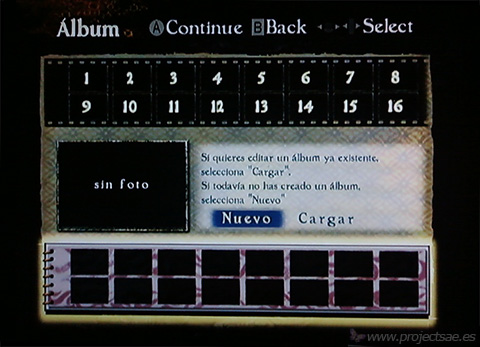 Álbum A Continue B Back Select
1 2 3 4 5 6 7 8
9 10 11 12 13 14 15 16
sin foto
Si quieres editar un álbum ya existente,
selecciona "Cargar".
Si todavía no has creado un álbum,
selecciona "Nuevo"
Nuevo Cargar
www.projectsae.es